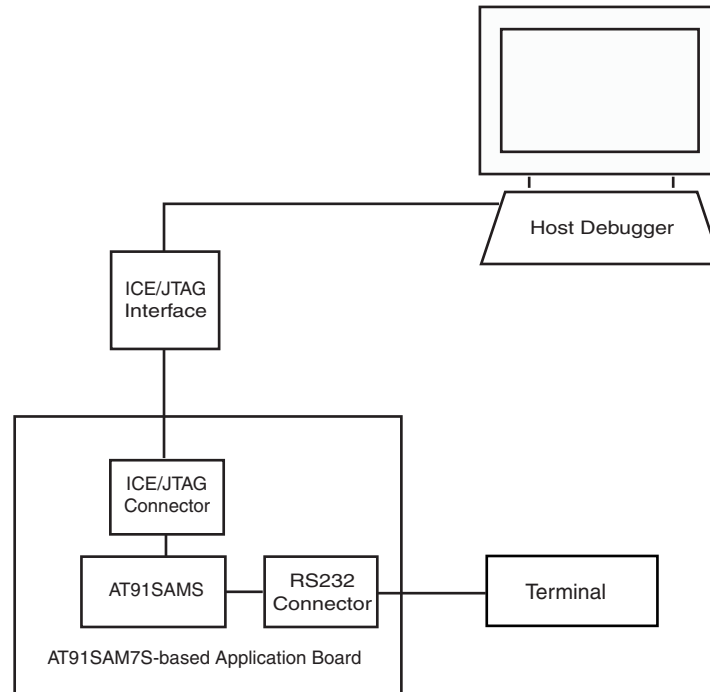 Host Debugger
ICE/JTAG
Interface
ICE/JTAG
Connector
AT91SAMS
RS232
Connector
Terminal
AT91SAM7S-based Application Board